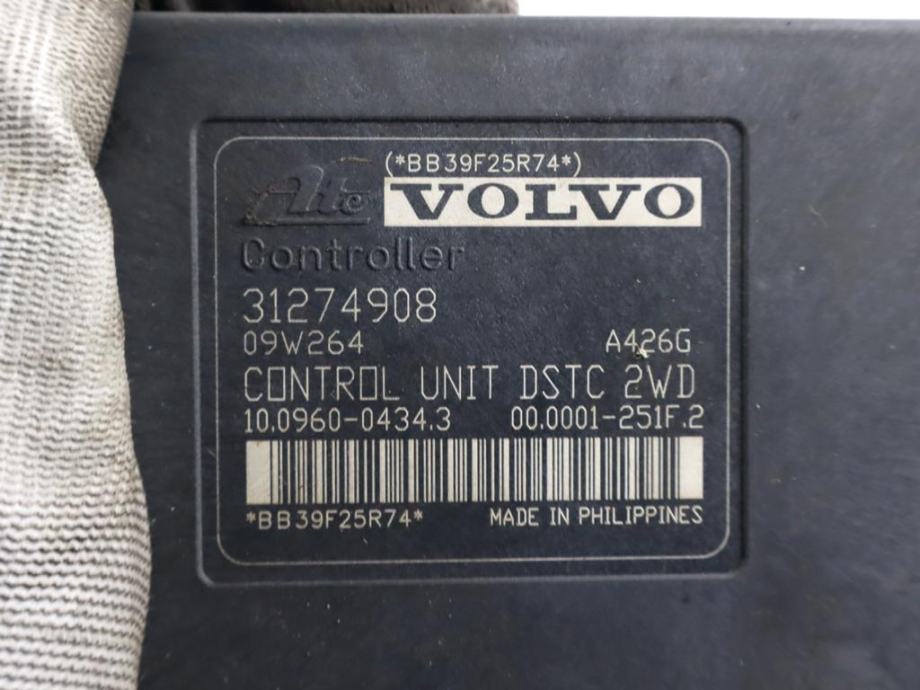 (*BB39F25R74*)
Ate VOLVO
Controller
31274908
09W264 A426G
CONTROL UNIT DSTC 2WD
10.0960-0434.3 00.0001-251F.2
*BB39F25R74* MADE IN PHILIPPINES